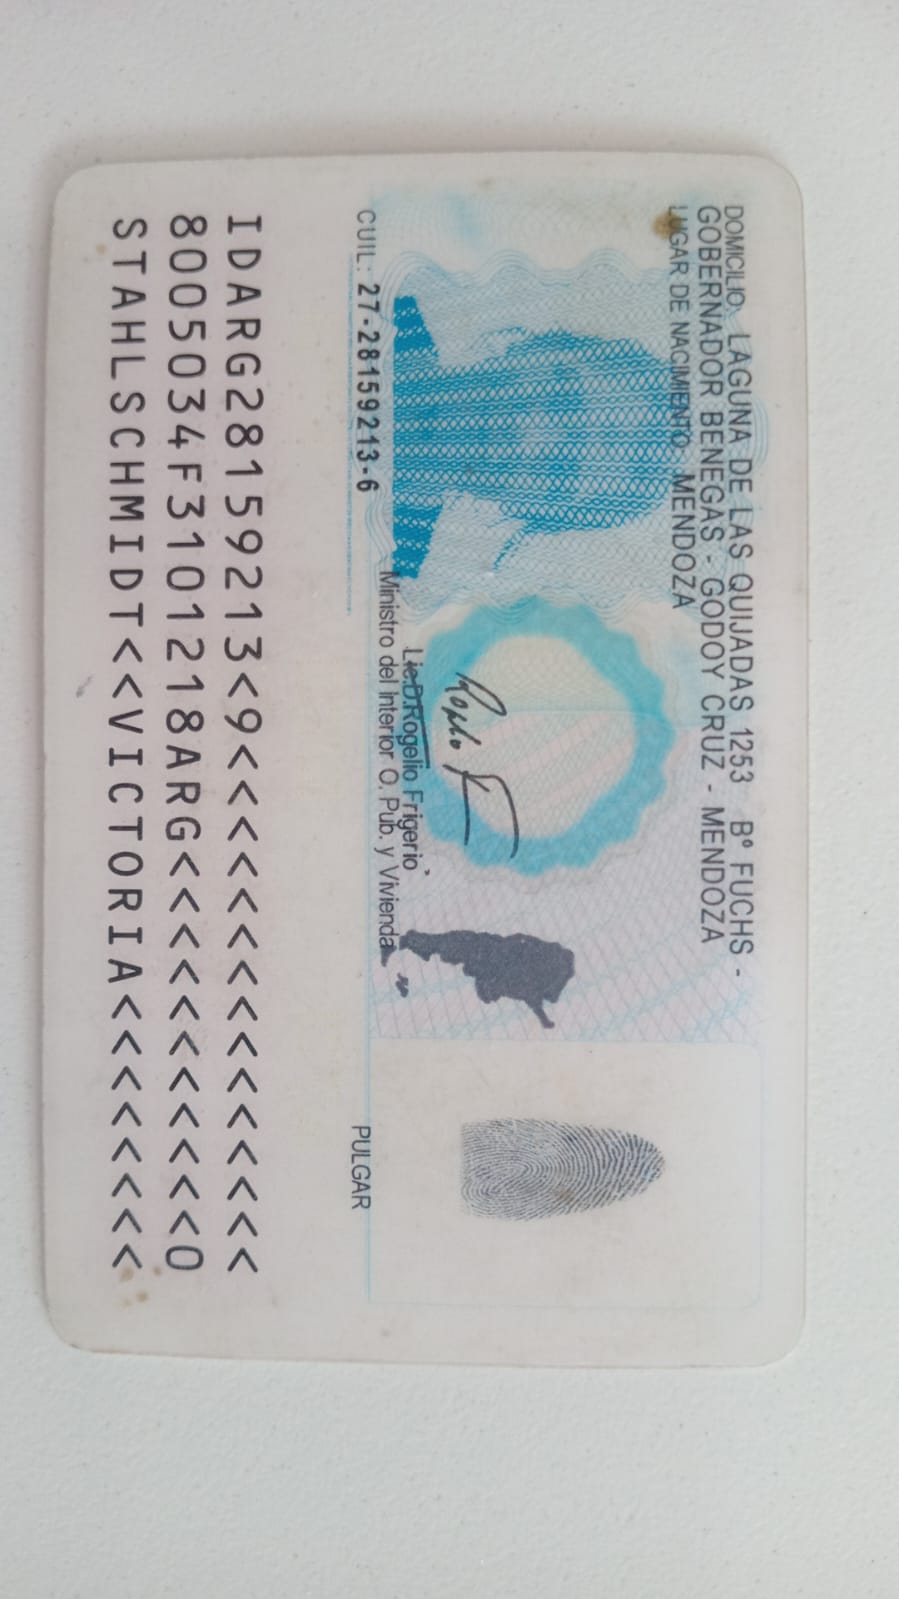 DOMICILIO: LAGUNA DE LAS QUIJADAS 1253 Bº FUCHS -
GOBERNADOR BENEGAS - GODOY CRUZ - MENDOZA
LUGAR DE NACIMIENTO: MENDOZA
Lic.D.Rogelio Frigerio
Ministro del Interior O. Pub. y Vivienda
CUIL: 27-28159213-6
PULGAR
IDARG28159213<9<<<<<<<<<<<<<<<
8005034F3101218ARG<<<<<<<<<<<0
STAHLSCHMIDT<<VICTORIA<<<<<<<<